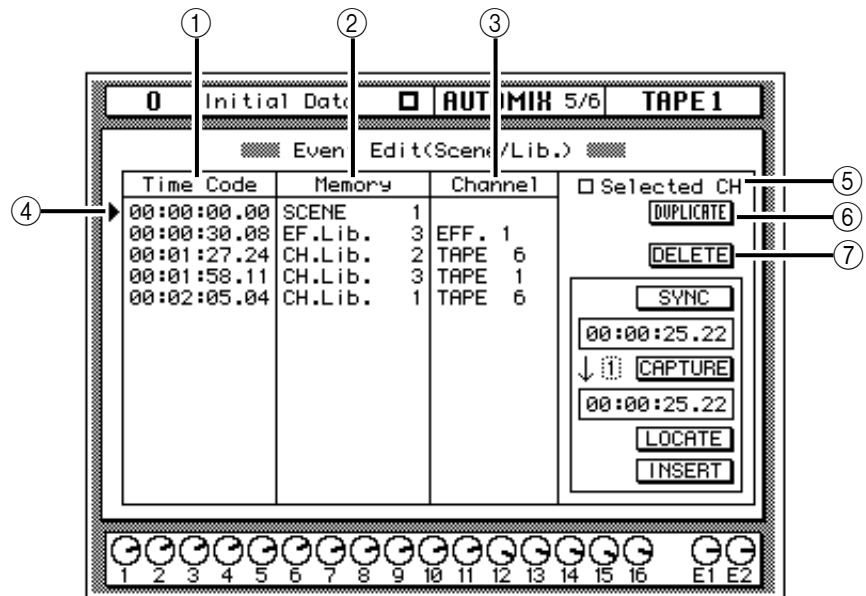 ① ② ③
0 Initial Data AUTOMIX 5/6 TAPE 1
Even Edit(Scene/Lib.)
Time Code Memory Channel
④ 00:00:00.00 SCENE 1
00:00:30.08 EF.Lib. 3 EFF. 1
00:01:27.24 CH.Lib. 2 TAPE 6
00:01:58.11 CH.Lib. 3 TAPE 1
00:02:05.04 CH.Lib. 1 TAPE 6
Selected CH ⑤
DUPLICATE ⑥
DELETE ⑦
SYNC
00:00:25.22
↓ 1 CAPTURE
00:00:25.22
LOCATE
INSERT
1 2 3 4 5 6 7 8 9 10 11 12 13 14 15 16 E1 E2